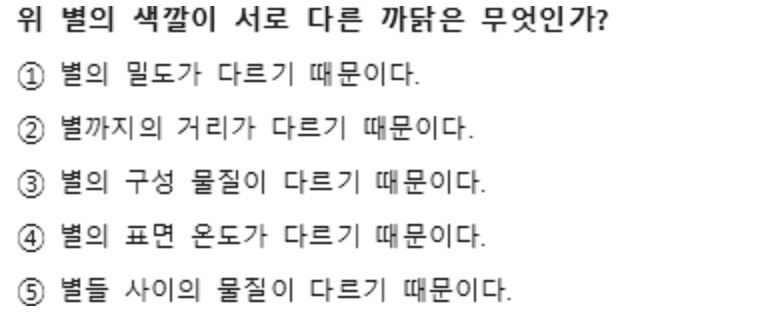 위 별의 색깔이 서로 다른 까닭은 무엇인가?
① 별의 밀도가 다르기 때문이다.
② 별까지의 거리가 다르기 때문이다.
③ 별의 구성 물질이 다르기 때문이다.
④ 별의 표면 온도가 다르기 때문이다.
⑤ 별들 사이의 물질이 다르기 때문이다.